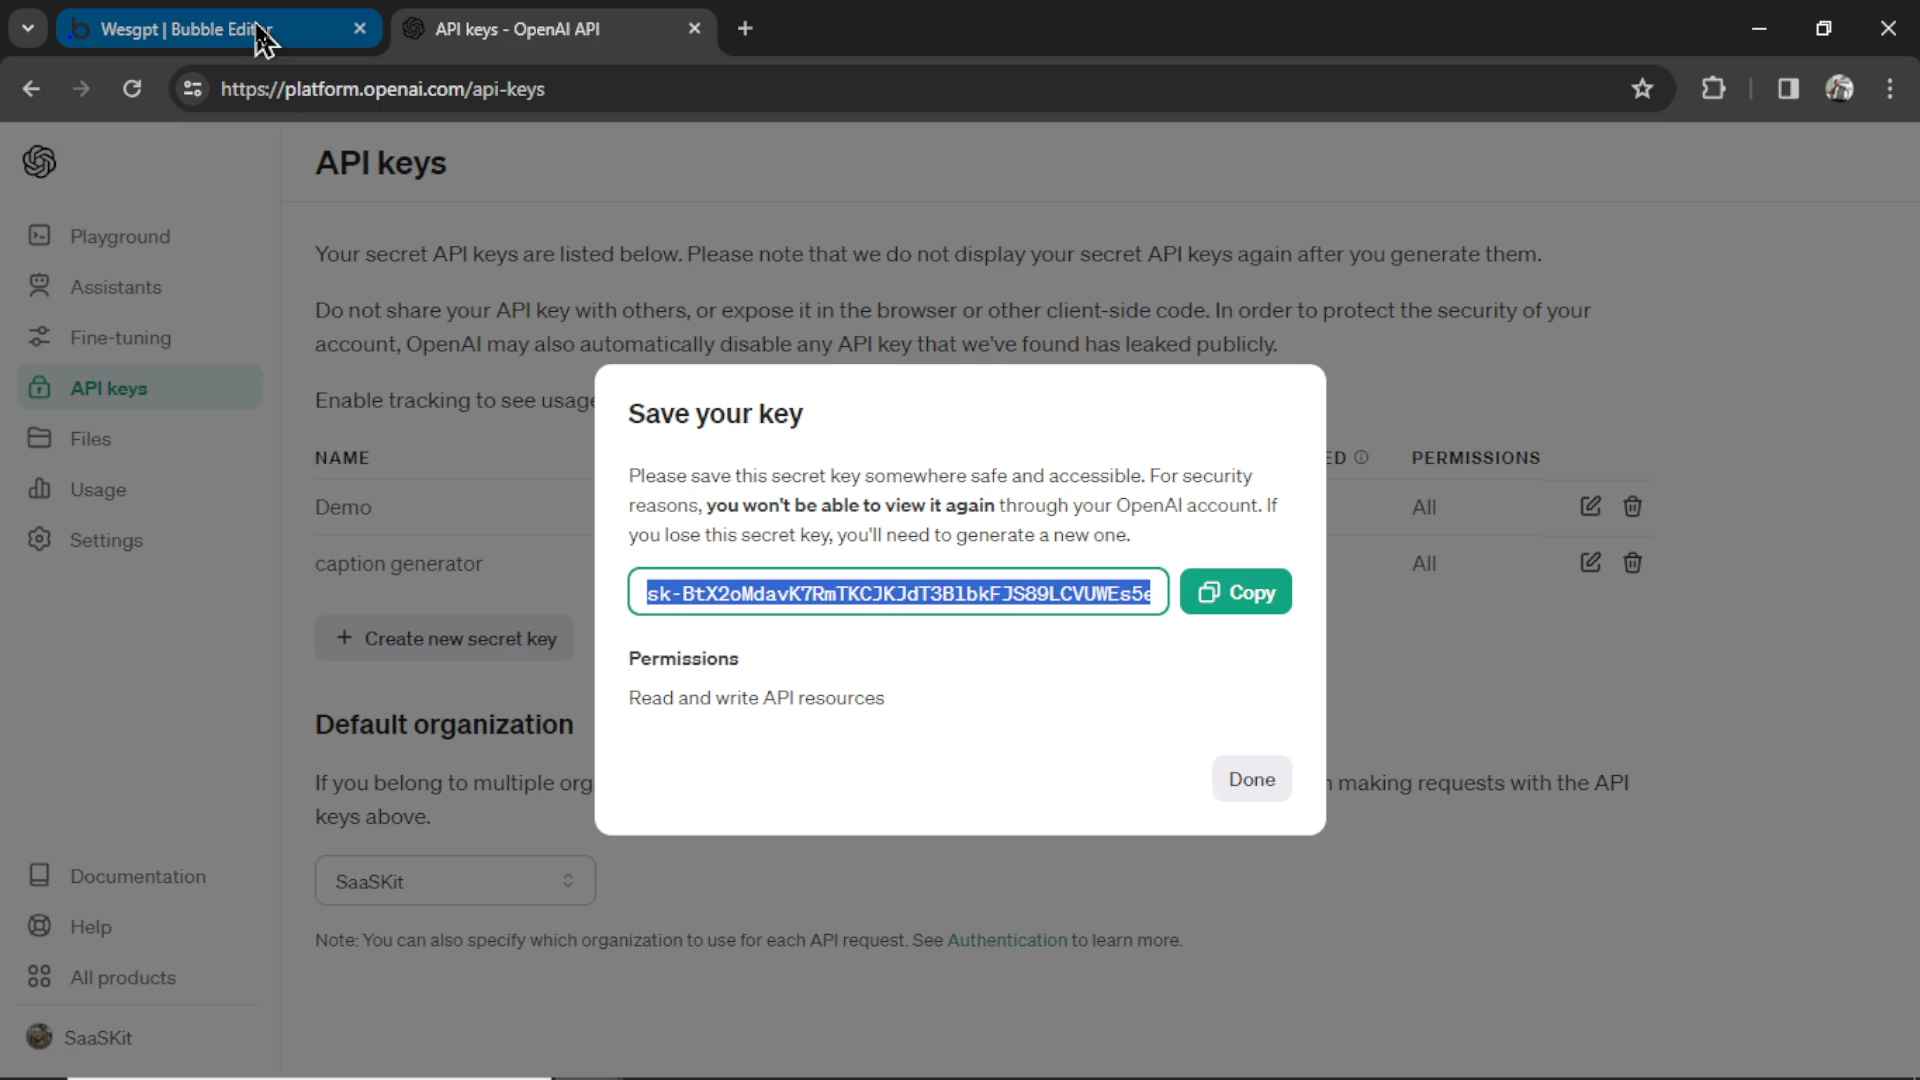 Wesgpt | Bubble Editor
API keys - OpenAI API
https://platform.openai.com/api-keys
API keys
Playground
Assistants
Fine-tuning
API keys
Files
Usage
Settings
Documentation
Help
All products
SaaSKit
Your secret API keys are listed below. Please note that we do not display your secret API keys again after you generate them.
Do not share your API key with others, or expose it in the browser or other client-side code. In order to protect the security of your
account, OpenAI may also automatically disable any API key that we've found has leaked publicly.
Enable tracking to see usage
NAME
ED
PERMISSIONS
Demo
All
caption generator
All
+ Create new secret key
Default organization
If you belong to multiple org
making requests with the API
keys above.
SaaSKit
Note: You can also specify which organization to use for each API request. See Authentication to learn more.
Save your key
Please save this secret key somewhere safe and accessible. For security
reasons, you won't be able to view it again through your OpenAI account. If
you lose this secret key, you'll need to generate a new one.
sk-BtX2oMdavK7RmTKCJKJdT3BlbkFJS89LCVUWEs5e
Copy
Permissions
Read and write API resources
Done